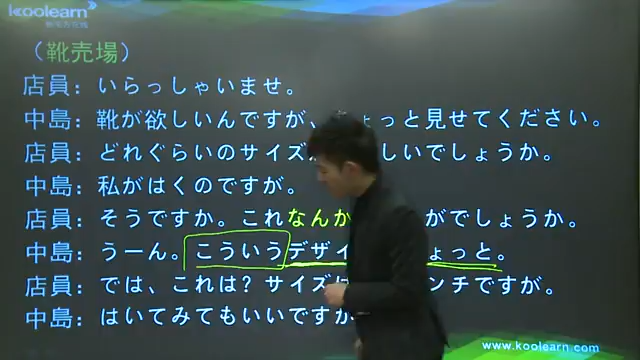 koolearn
（靴売場）
店員：いらっしゃいませ。
中島：靴が欲しいんですが、ょっと見せてください。
店員：どれぐらいのサイズ しいでしょうか。
中島：私がはくのですが。
店員：そうですか。これなんか がでしょうか。
中島：うーん。こういうデザイ ょっと。
店員：では、これは？サイズ ンチですが。
中島：はいてみてもいいですか
www.koolearn.com